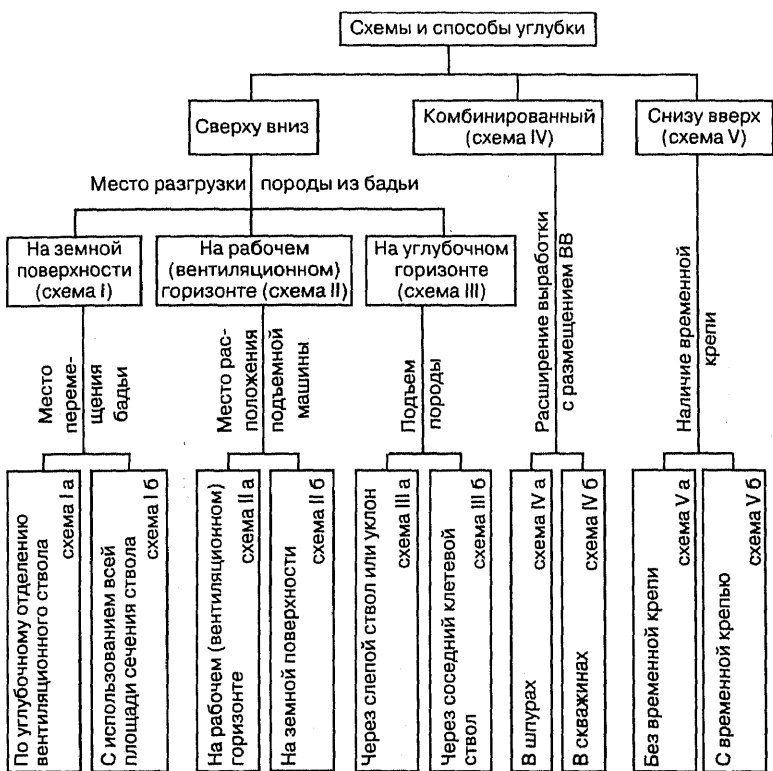 Схемы и способы углубки
Сверху вниз
Комбинированный
(схема IV)
Снизу вверх
(схема V)
Место разгрузки породы из бадьи
На земной
поверхности
(схема I)
На рабочем
(вентиляционном)
горизонте (схема II)
На углубочном
горизонте
(схема III)
Место
переме-
щения
бадьи
Место рас-
положения
подъемной
машины
Подъем
породы
Расширение выработки
с размещением ВВ
Наличие временной
крепи
По углубочному отделению
вентиляционного ствола
схема I а
С использованием всей
площади сечения ствола
схема I б
На рабочем (вентиляционном)
горизонте
схема II а
На земной поверхности
схема II б
Через слепой ствол или уклон
схема III а
Через соседний клетевой
ствол
схема III б
В шпурах
схема IV а
В скважинах
схема IV б
Без временной крепи
схема V а
С временной крепью
схема V б